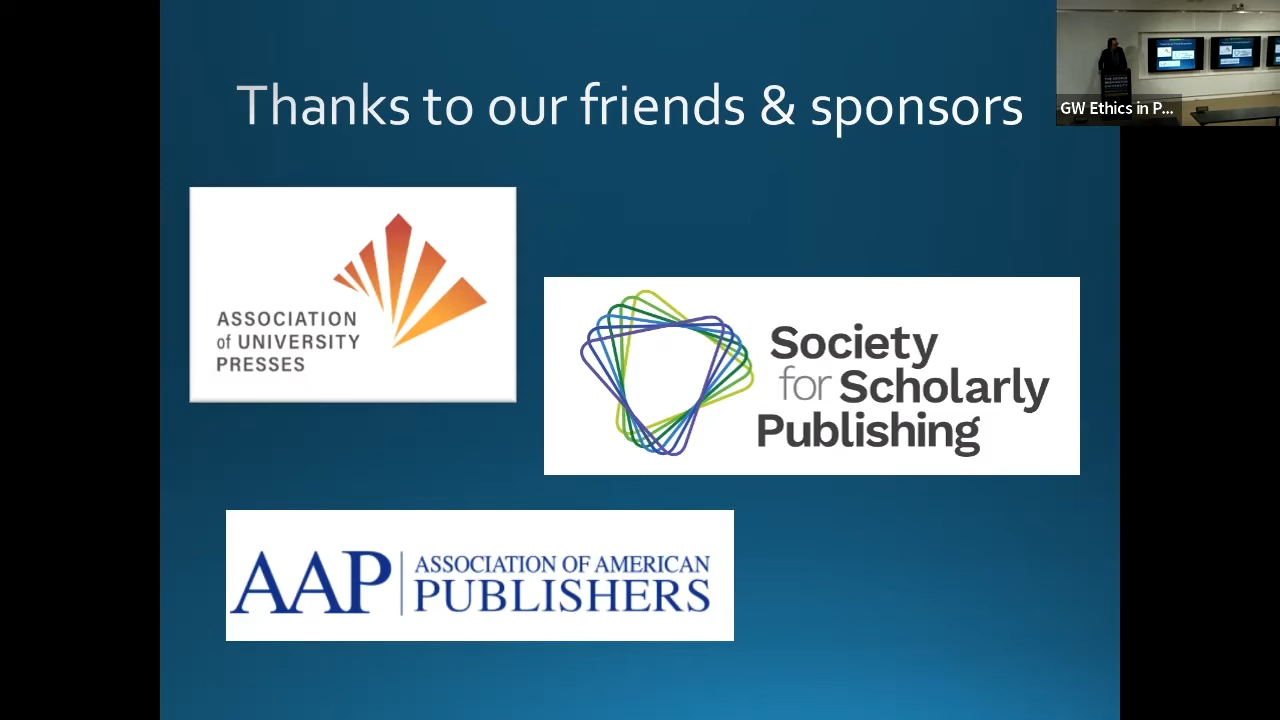 Thanks to our friends & sponsors
GW Ethics in P...
ASSOCIATION
of UNIVERSITY
PRESSES
Society
for Scholarly
Publishing
AAP
ASSOCIATION OF AMERICAN
PUBLISHERS